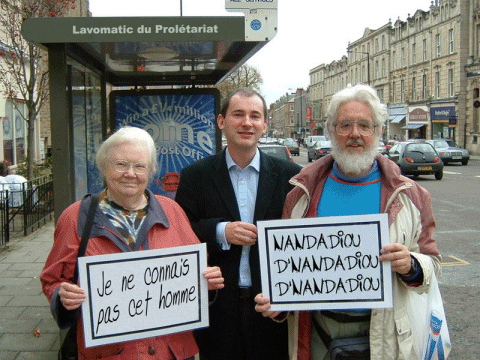 Lavomatic du Prolétariat
Je ne connais
pas cet homme
NANDADIOU
D'NANDADIOU
D'NANDADIOU